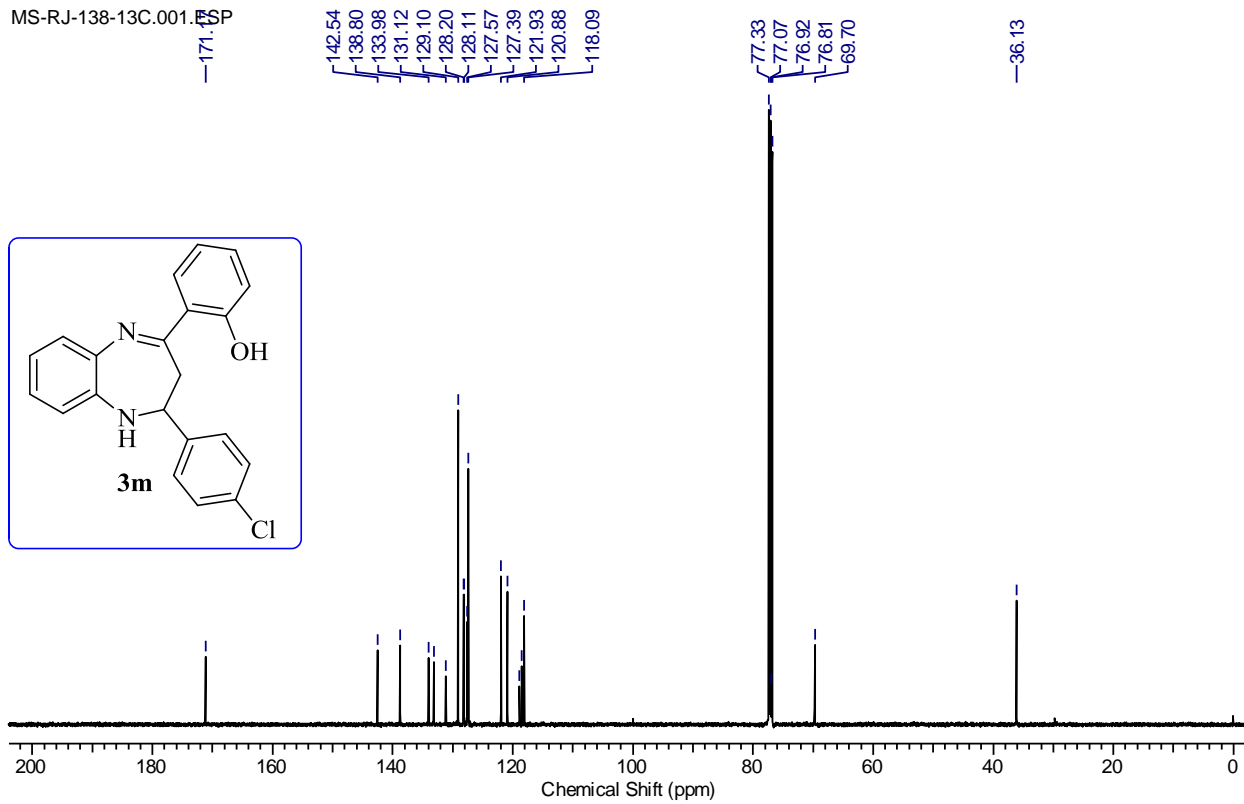 MS-RJ-138-13C.001.ESP
171.17
142.54
138.80
133.98
131.12
129.10
128.20
128.11
127.57
127.39
121.93
120.88
118.09
77.33
77.07
76.92
76.81
69.70
36.13
N
OH
N
H
3m
Cl
200 180 160 140 120 100 80 60 40 20 0
Chemical Shift (ppm)